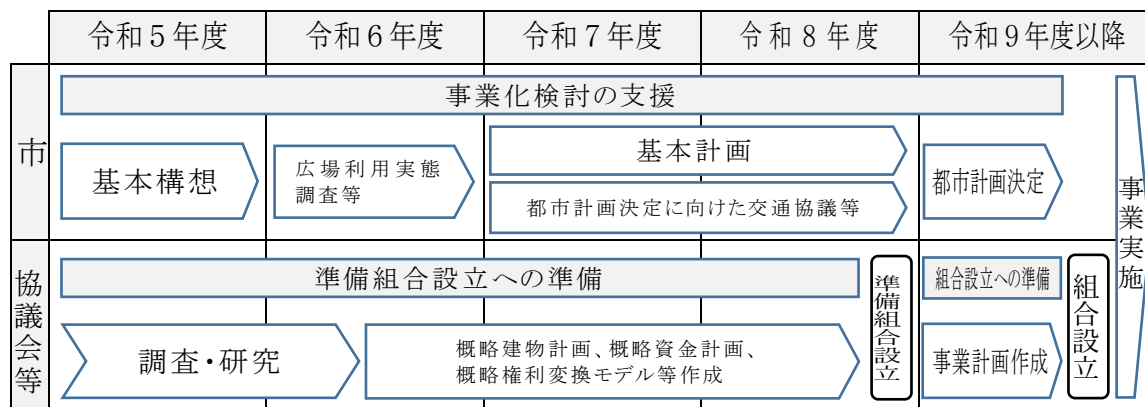 令和5年度
令和6年度
令和7年度
令和8年度
令和9年度以降
市
事業化検討の支援
基本構想
広場利用実態
調査等
基本計画
都市計画決定に向けた交通協議等
都市計画決定
事業実施
協議会等
準備組合設立への準備
調査・研究
概略建物計画、概略資金計画、
概略権利変換モデル等作成
準備組合設立
組合設立への準備
事業計画作成
組合設立